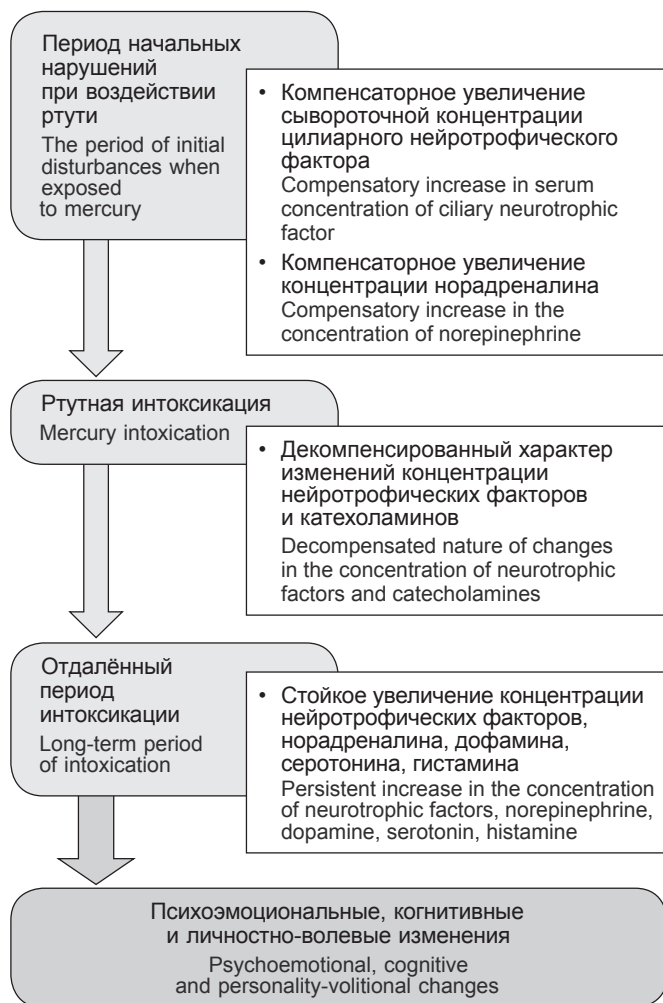 Период начальных
нарушений
при воздействии
ртути
The period of initial
disturbances when
exposed
to mercury
• Компенсаторное увеличение
сывороточной концентрации
цилиарного нейротрофического
фактора
Compensatory increase in serum
concentration of ciliary neurotrophic
factor
• Компенсаторное увеличение
концентрации норадреналина
Compensatory increase in the
concentration of norepinephrine
Ртутная интоксикация
Mercury intoxication
• Декомпенсированный характер
изменений концентрации
нейротрофических факторов
и катехоламинов
Decompensated nature of changes
in the concentration of neurotrophic
factors and catecholamines
Отдалённый
период
интоксикации
Long-term period
of intoxication
• Стойкое увеличение концентрации
нейротрофических факторов,
норадреналина, дофамина,
серотонина, гистамина
Persistent increase in the concentration
of neurotrophic factors, norepinephrine,
dopamine, serotonin, histamine
Психоэмоциональные, когнитивные
и личностно-волевые изменения
Psychoemotional, cognitive
and personality-volitional changes